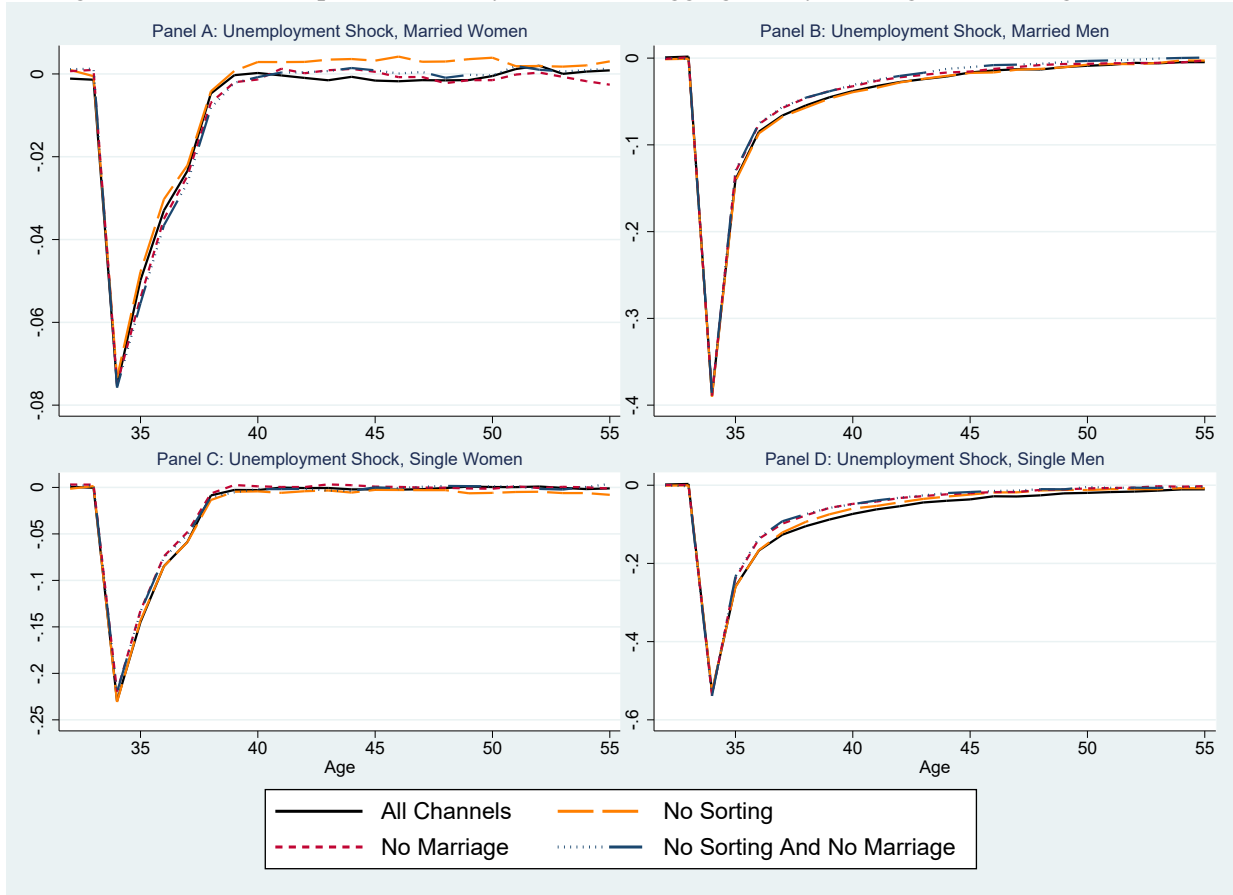 Panel A: Unemployment Shock, Married Women
0
-.02
-.04
-.06
-.08
35 40 45 50 55
Panel B: Unemployment Shock, Married Men
0
-.1
-.2
-.3
-.4
35 40 45 50 55
Panel C: Unemployment Shock, Single Women
0
-.05
-.1
-.15
-.2
-.25
35 40 45 50 55
Age
Panel D: Unemployment Shock, Single Men
0
-.2
-.4
-.6
35 40 45 50 55
Age
All Channels
No Sorting
No Marriage
No Sorting And No Marriage